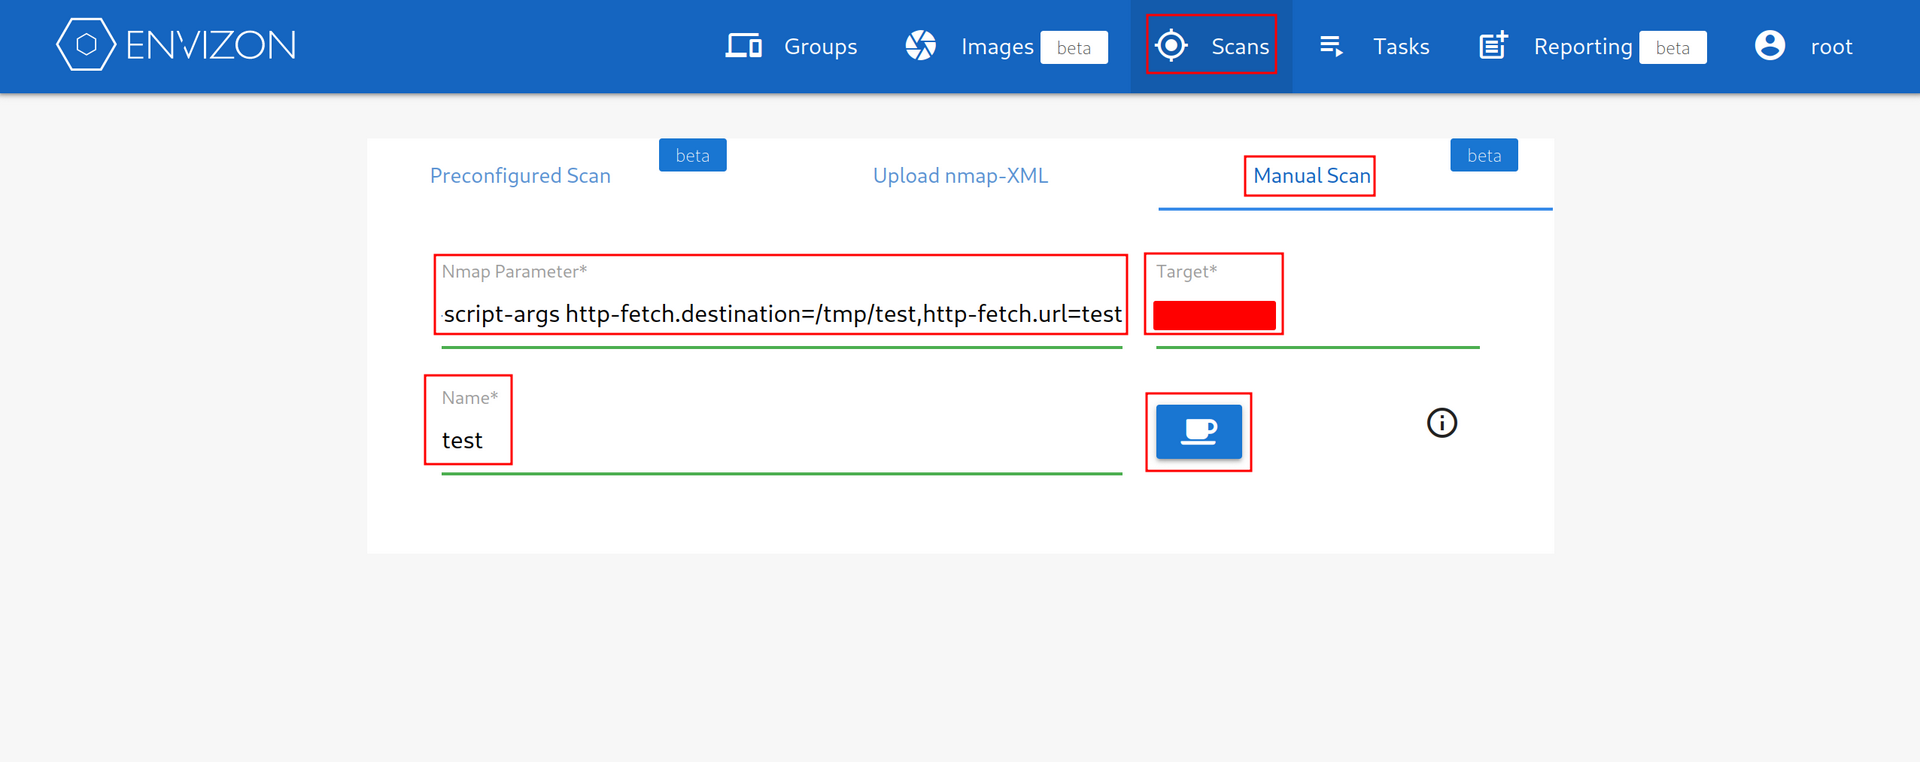 ENVIZON Groups Images beta Scans Tasks Reporting beta root
Preconfigured Scan beta Upload nmap-XML Manual Scan beta
Nmap Parameter* Target*
script-args http-fetch.destination=/tmp/test,http-fetch.url=test
Name*
test